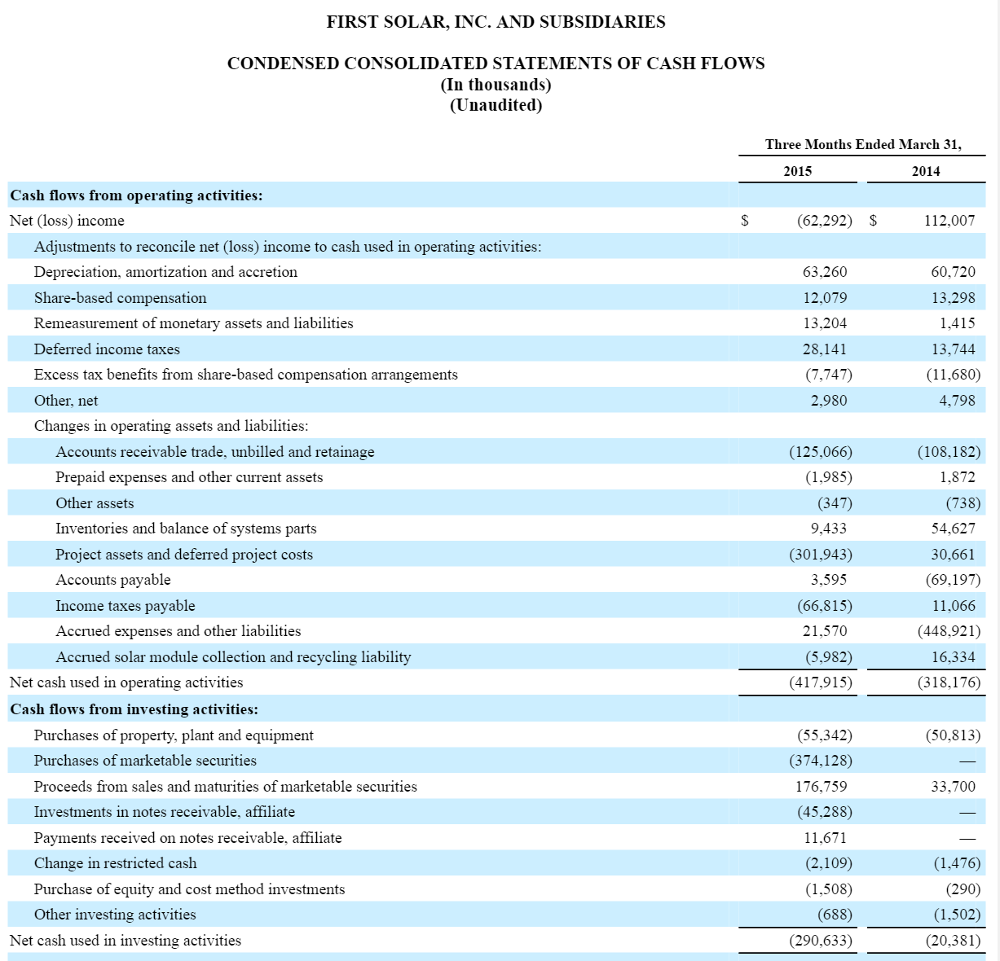 FIRST SOLAR, INC. AND SUBSIDIARIES
CONDENSED CONSOLIDATED STATEMENTS OF CASH FLOWS
(In thousands)
(Unaudited)
Three Months Ended March 31,
2015 2014
Cash flows from operating activities:
Net (loss) income $ (62,292) $ 112,007
Adjustments to reconcile net (loss) income to cash used in operating activities:
Depreciation, amortization and accretion 63,260 60,720
Share-based compensation 12,079 13,298
Remeasurement of monetary assets and liabilities 13,204 1,415
Deferred income taxes 28,141 13,744
Excess tax benefits from share-based compensation arrangements (7,747) (11,680)
Other, net 2,980 4,798
Changes in operating assets and liabilities:
Accounts receivable trade, unbilled and retainage (125,066) (108,182)
Prepaid expenses and other current assets (1,985) 1,872
Other assets (347) (738)
Inventories and balance of systems parts 9,433 54,627
Project assets and deferred project costs (301,943) 30,661
Accounts payable 3,595 (69,197)
Income taxes payable (66,815) 11,066
Accrued expenses and other liabilities 21,570 (448,921)
Accrued solar module collection and recycling liability (5,982) 16,334
Net cash used in operating activities (417,915) (318,176)
Cash flows from investing activities:
Purchases of property, plant and equipment (55,342) (50,813)
Purchases of marketable securities (374,128) —
Proceeds from sales and maturities of marketable securities 176,759 33,700
Investments in notes receivable, affiliate (45,288) —
Payments received on notes receivable, affiliate 11,671 —
Change in restricted cash (2,109) (1,476)
Purchase of equity and cost method investments (1,508) (290)
Other investing activities (688) (1,502)
Net cash used in investing activities (290,633) (20,381)